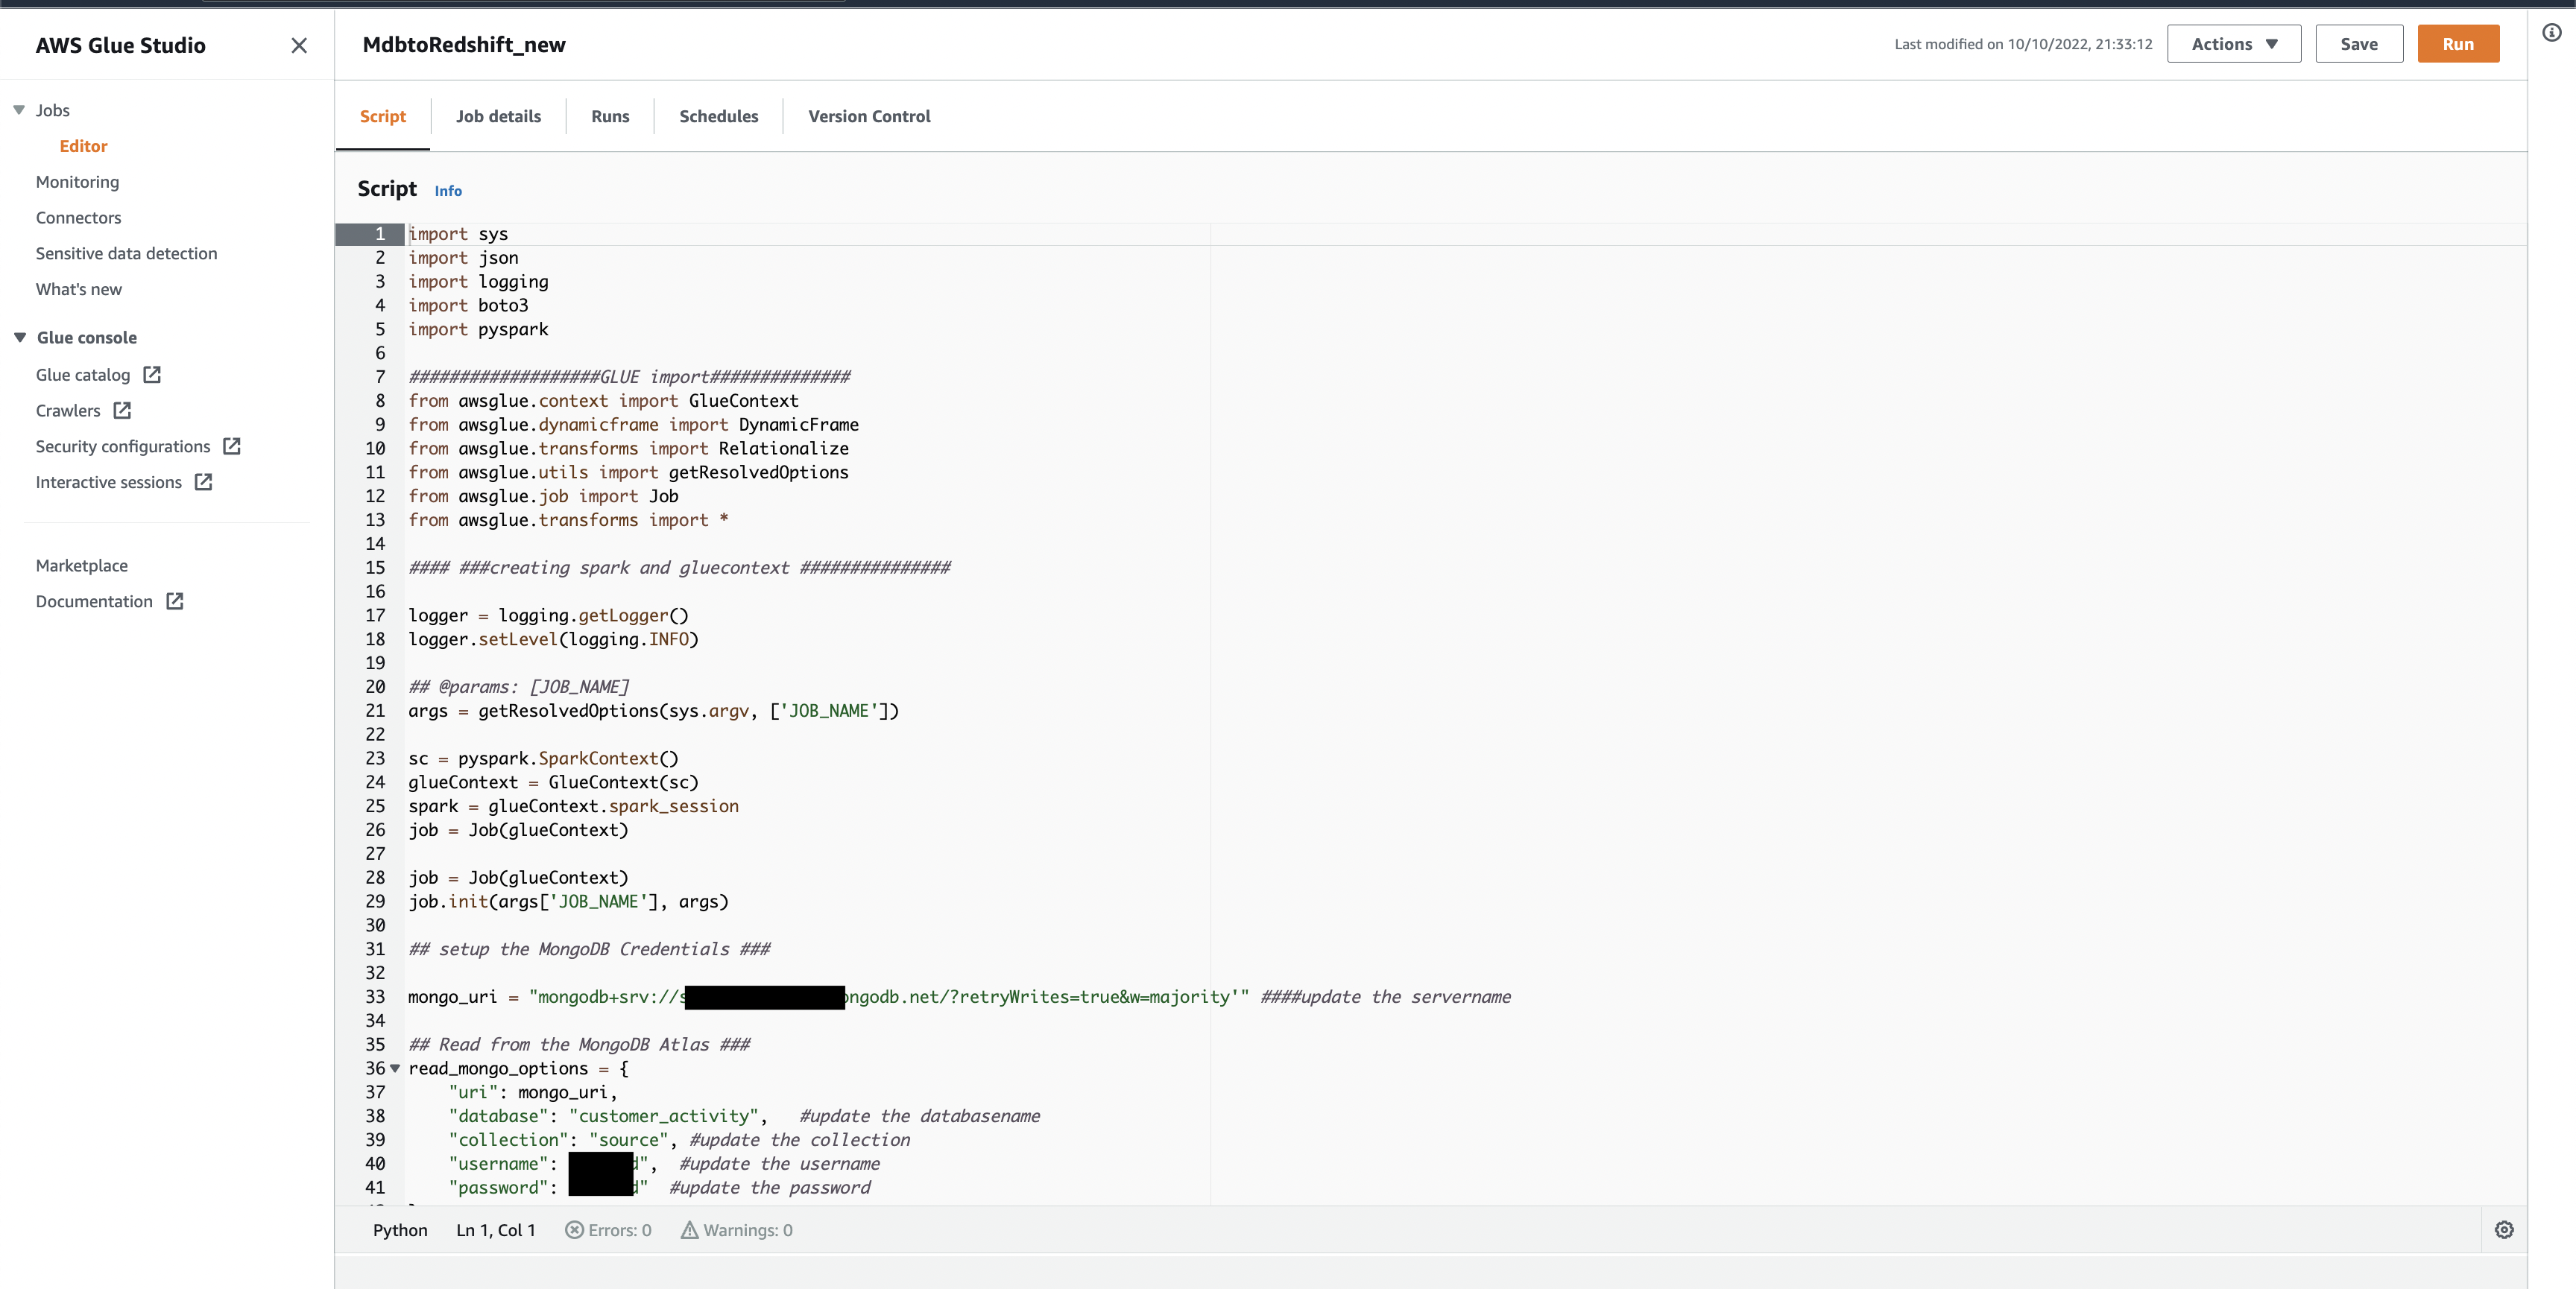 AWS Glue Studio
Jobs
Editor
Monitoring
Connectors
Sensitive data detection
What's new
Glue console
Glue catalog
Crawlers
Security configurations
Interactive sessions
Marketplace
Documentation
MdbtoRedshift_new
Last modified on 10/10/2022, 21:33:12 Actions Save Run
Script Job details Runs Schedules Version Control
Script Info
1 import sys
2 import json
3 import logging
4 import boto3
5 import pyspark
6
7 ###################GLUE import##############
8 from awsglue.context import GlueContext
9 from awsglue.dynamicframe import DynamicFrame
10 from awsglue.transforms import Relationalize
11 from awsglue.utils import getResolvedOptions
12 from awsglue.job import Job
13 from awsglue.transforms import *
14
15 #### ###creating spark and gluecontext ###############
16
17 logger = logging.getLogger()
18 logger.setLevel(logging.INFO)
19
20 ## @params: [JOB_NAME]
21 args = getResolvedOptions(sys.argv, ['JOB_NAME'])
22
23 sc = pyspark.SparkContext()
24 glueContext = GlueContext(sc)
25 spark = glueContext.spark_session
26 job = Job(glueContext)
27
28 job = Job(glueContext)
29 job.init(args['JOB_NAME'], args)
30
31 ## setup the MongoDB Credentials ###
32
33 mongo_uri = "mongodb+srv://s ongodb.net/?retryWrites=true&w=majority'" ####update the servername
34
35 ## Read from the MongoDB Atlas ###
36 read_mongo_options = {
37 "uri": mongo_uri,
38 "database": "customer_activity", #update the databasename
39 "collection": "source", #update the collection
40 "username": d", #update the username
41 "password": d" #update the password
Python Ln 1, Col 1 Errors: 0 Warnings: 0